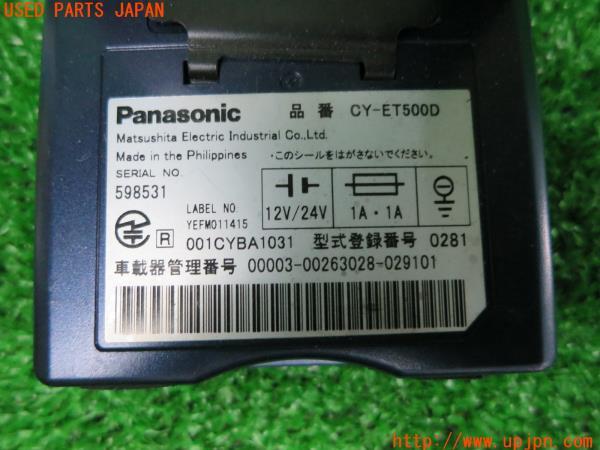 USED PARTS JAPAN
Panasonic 品番 CY-ET500D
Matsushita Electric Industrial Co.,Ltd.
Made in the Philippines ・このシールをはがさないでください。
SERIAL NO.
598531
LABEL NO.
YEFM011415
12V/24V 1A・1A
R 001CYBA1031 型式登録番号 0281
車載器管理番号 00003-00263028-029101
http://www.upjpn.com/